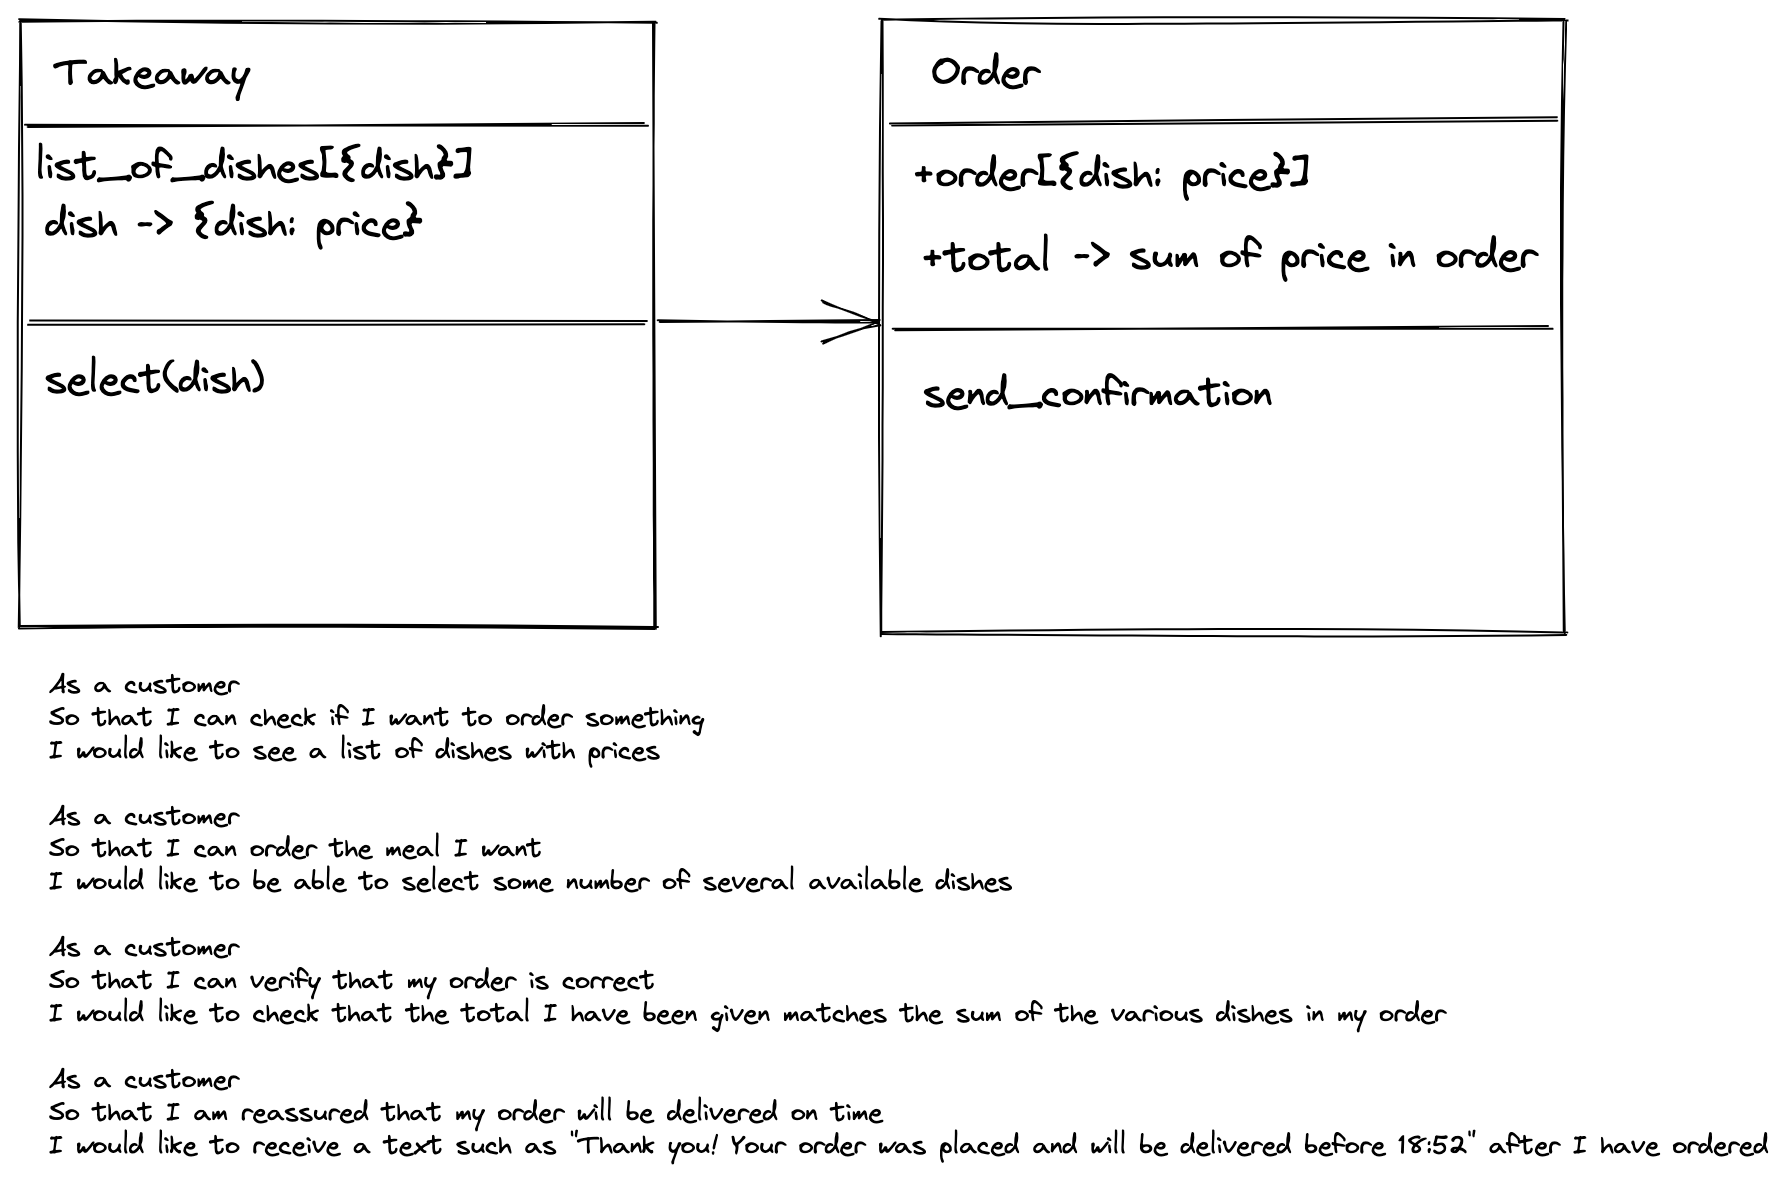 Takeaway
list_of_dishes[{dish}]
dish -> {dish: price}
select(dish)
Order
+order[{dish: price}]
+total -> sum of price in order
send_confirmation
As a customer
So that I can check if I want to order something
I would like to see a list of dishes with prices
As a customer
So that I can order the meal I want
I would like to be able to select some number of several available dishes
As a customer
So that I can verify that my order is correct
I would like to check that the total I have been given matches the sum of the various dishes in my order
As a customer
So that I am reassured that my order will be delivered on time
I would like to receive a text such as "Thank you! Your order was placed and will be delivered before 18:52" after I have ordered